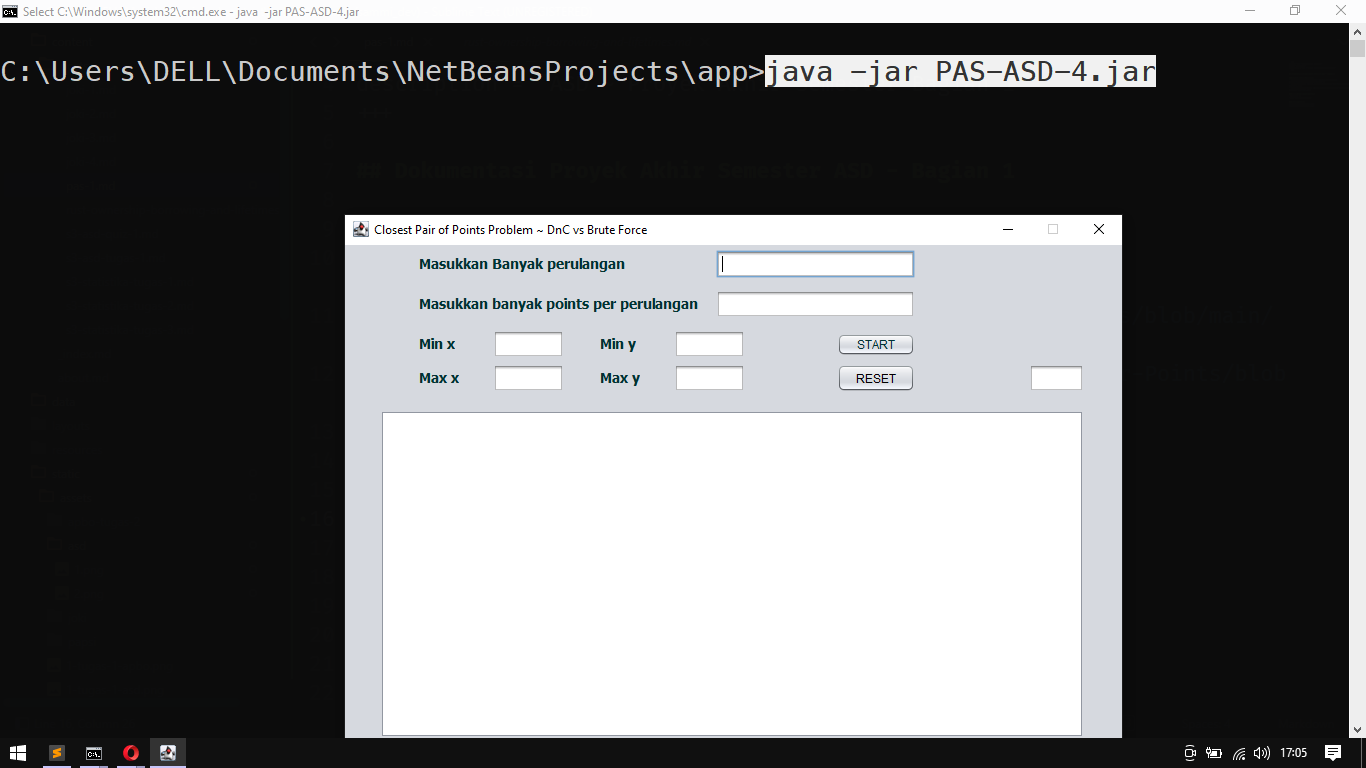 Select C:\Windows\system32\cmd.exe - java -jar PAS-ASD-4.jar
C:\Users\DELL\Documents\NetBeansProjects\app>java -jar PAS-ASD-4.jar
Closest Pair of Points Problem ~ DnC vs Brute Force
Masukkan Banyak perulangan
Masukkan banyak points per perulangan
Min x Min y START
Max x Max y RESET
17:05